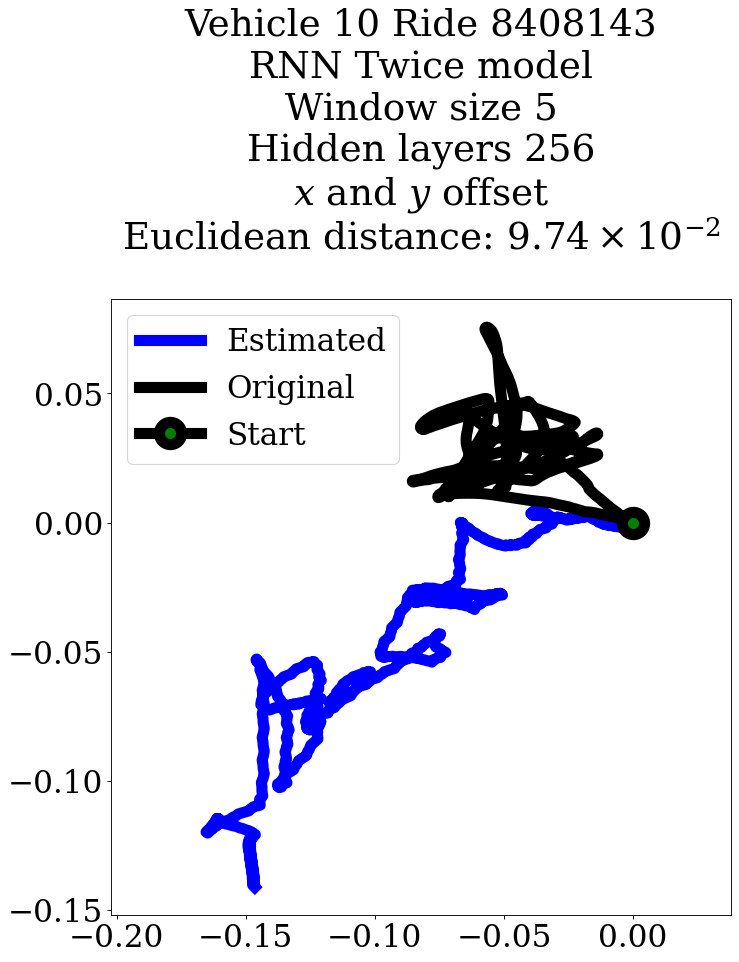 Vehicle 10 Ride 8408143
RNN Twice model
Window size 5
Hidden layers 256
x and y offset
Euclidean distance: 9.74 × 10⁻²
Estimated
Original
Start
0.05
0.00
−0.05
−0.10
−0.15
−0.20 −0.15 −0.10 −0.05 0.00